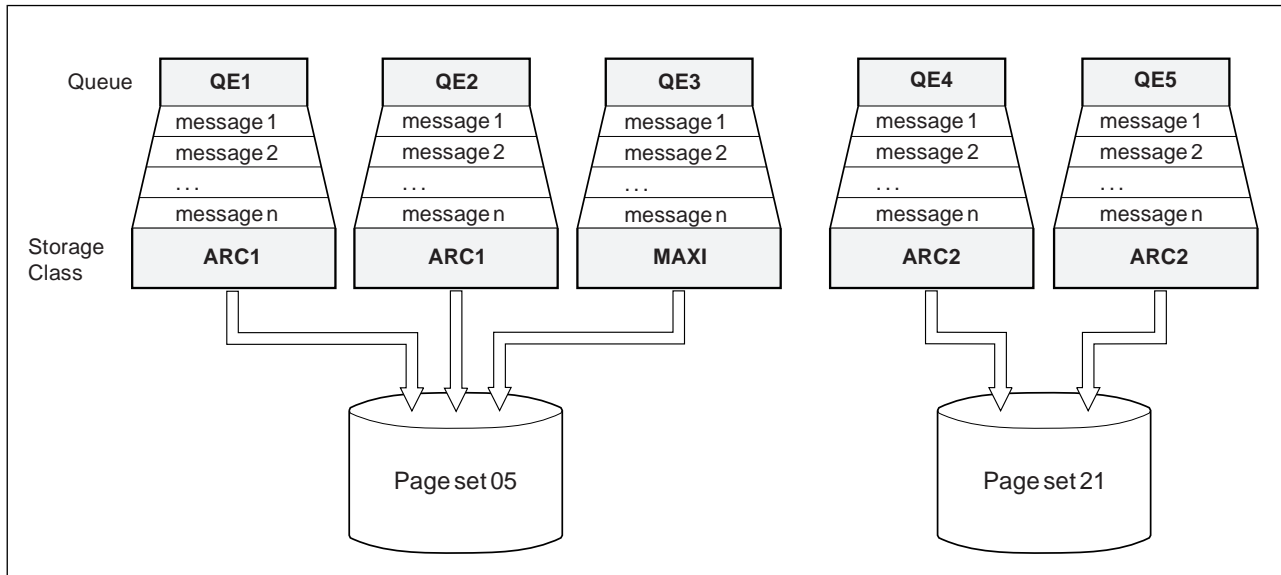 Queue QE1 QE2 QE3 QE4 QE5
message 1 message 1 message 1 message 1 message 1
message 2 message 2 message 2 message 2 message 2
... ... ... ... ...
message n message n message n message n message n
Storage
Class
ARC1 ARC1 MAXI ARC2 ARC2
Page set 05 Page set 21